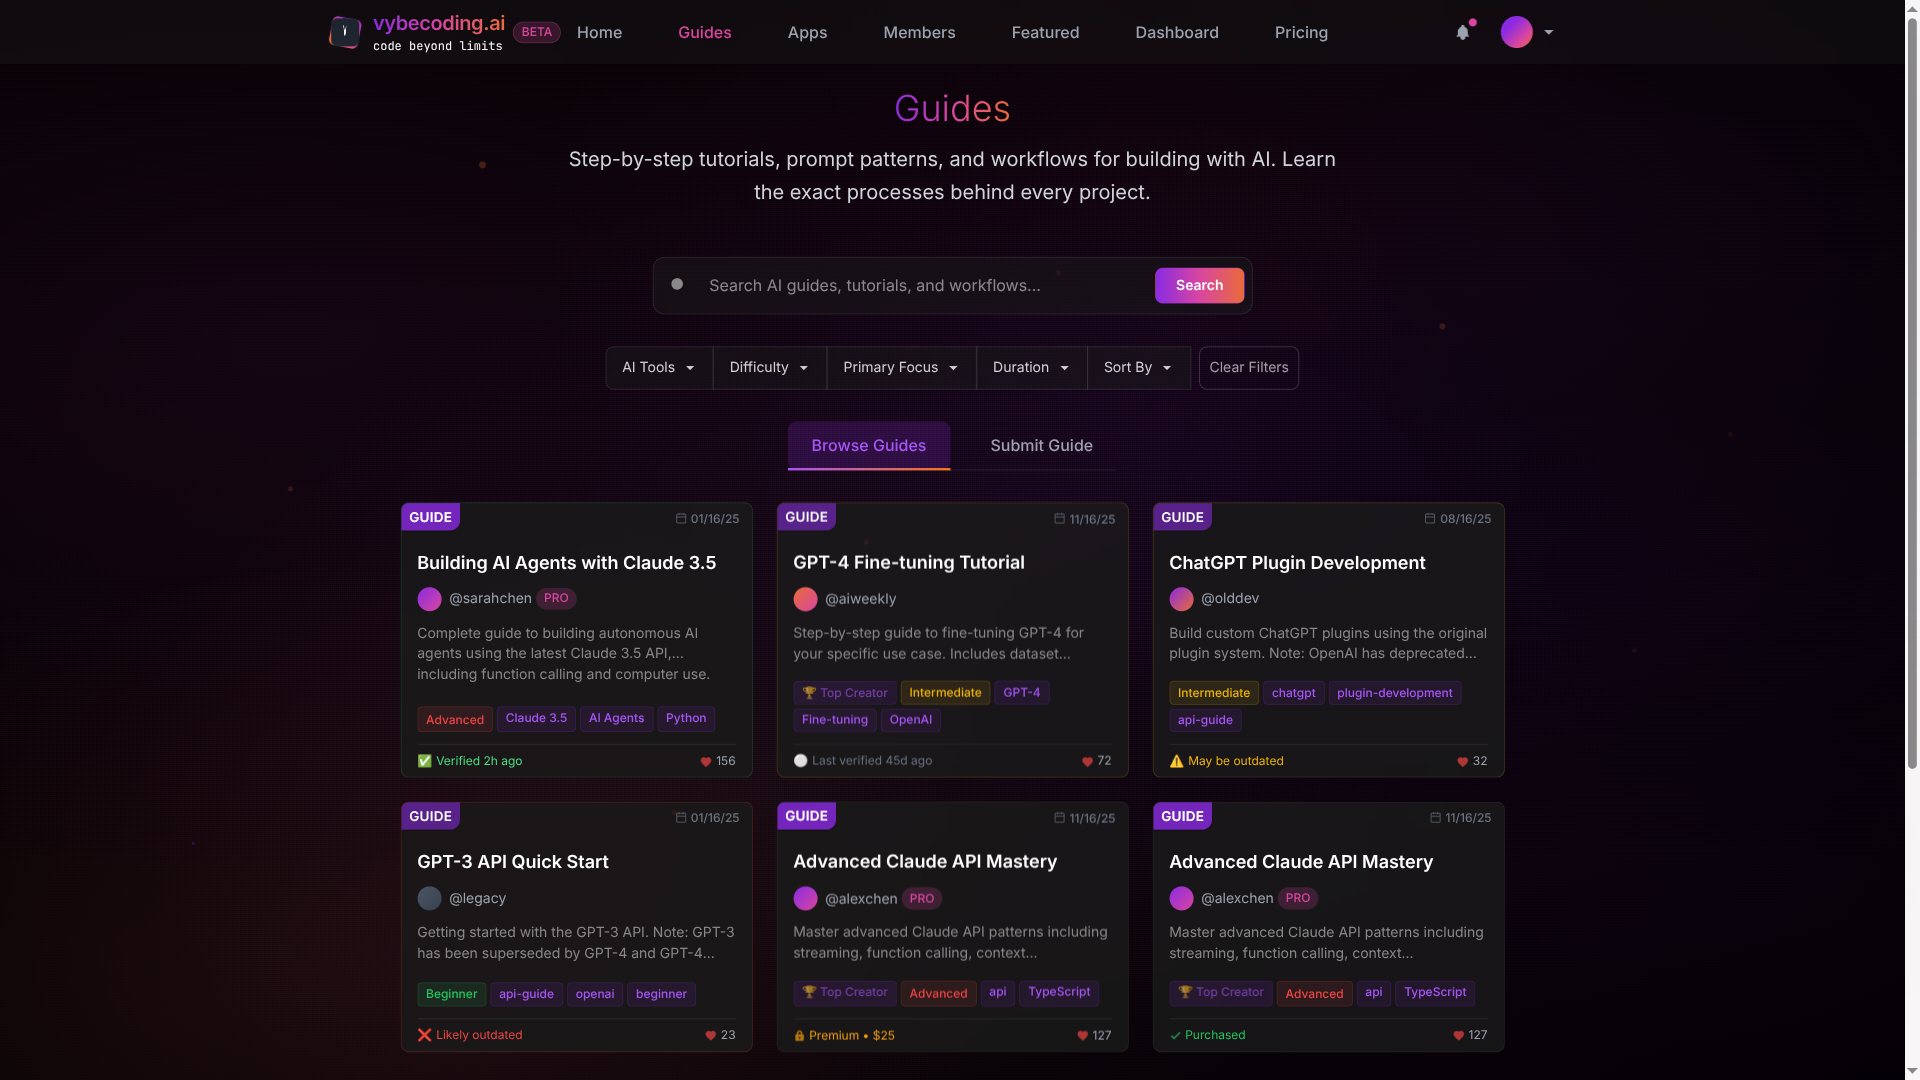 vybecoding.ai
code beyond limits
BETA
Home
Guides
Apps
Members
Featured
Dashboard
Pricing
Guides
Step-by-step tutorials, prompt patterns, and workflows for building with AI. Learn
the exact processes behind every project.
Search AI guides, tutorials, and workflows...
Search
AI Tools
Difficulty
Primary Focus
Duration
Sort By
Clear Filters
Browse Guides
Submit Guide
GUIDE
01/16/25
Building AI Agents with Claude 3.5
@sarahchen PRO
Complete guide to building autonomous AI
agents using the latest Claude 3.5 API,...
including function calling and computer use.
Advanced
Claude 3.5
AI Agents
Python
✅ Verified 2h ago
156
GUIDE
11/16/25
GPT-4 Fine-tuning Tutorial
@aiweekly
Step-by-step guide to fine-tuning GPT-4 for
your specific use case. Includes dataset...
🏆 Top Creator
Intermediate
GPT-4
Fine-tuning
OpenAI
⚪ Last verified 45d ago
72
GUIDE
08/16/25
ChatGPT Plugin Development
@olddev
Build custom ChatGPT plugins using the original
plugin system. Note: OpenAI has deprecated...
Intermediate
chatgpt
plugin-development
api-guide
⚠️ May be outdated
32
GUIDE
01/16/25
GPT-3 API Quick Start
@legacy
Getting started with the GPT-3 API. Note: GPT-3
has been superseded by GPT-4 and GPT-4...
Beginner
api-guide
openai
beginner
❌ Likely outdated
23
GUIDE
11/16/25
Advanced Claude API Mastery
@alexchen PRO
Master advanced Claude API patterns including
streaming, function calling, context...
🏆 Top Creator
Advanced
api
TypeScript
🔒 Premium • $25
127
GUIDE
11/16/25
Advanced Claude API Mastery
@alexchen PRO
Master advanced Claude API patterns including
streaming, function calling, context...
🏆 Top Creator
Advanced
api
TypeScript
✓ Purchased
127